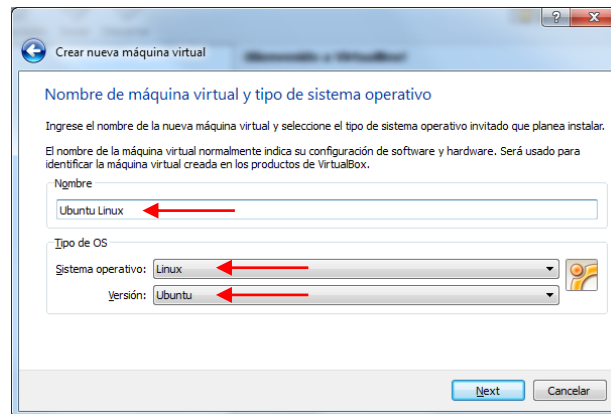 Crear nueva máquina virtual
Bienvenido a VirtualBox!
Nombre de máquina virtual y tipo de sistema operativo
Ingrese el nombre de la nueva máquina virtual y seleccione el tipo de sistema operativo invitado que planea instalar.
El nombre de la máquina virtual normalmente indica su configuración de software y hardware. Será usado para
identificar la máquina virtual creada en los productos de VirtualBox.
Nombre
Ubuntu Linux
Tipo de OS
Sistema operativo: Linux
Versión: Ubuntu
Next Cancelar